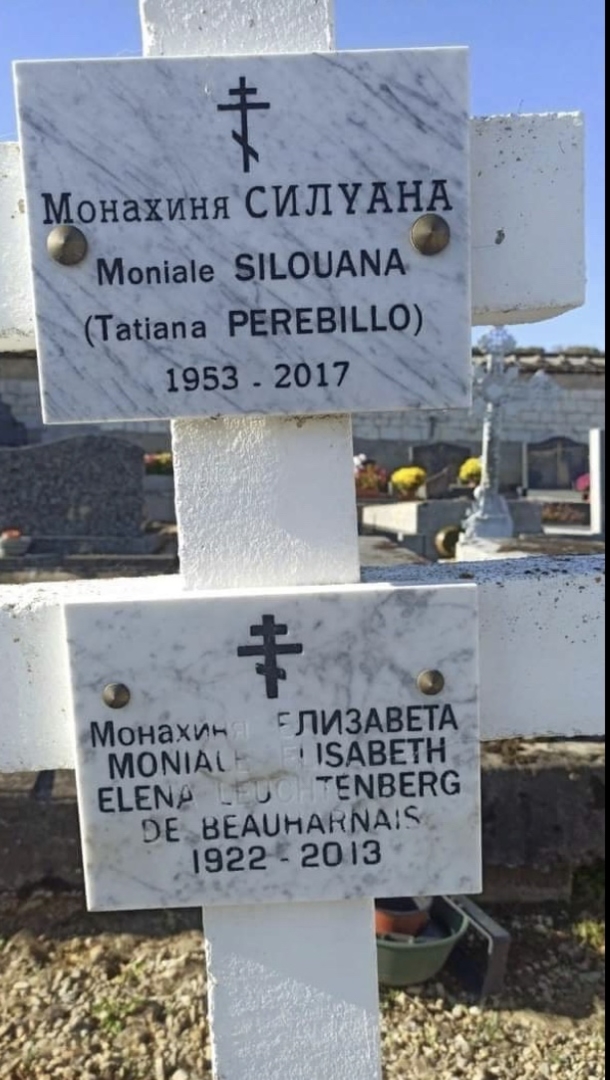 Монахиня СИЛУАНА
Moniale SILOUANA
(Tatiana PEREBILLO)
1953 - 2017
Монахиня ЕЛИЗАВЕТА
MONIALE ELISABETH
ELENA LEUCHTENBERG
DE BEAUHARNAIS
1922 - 2013